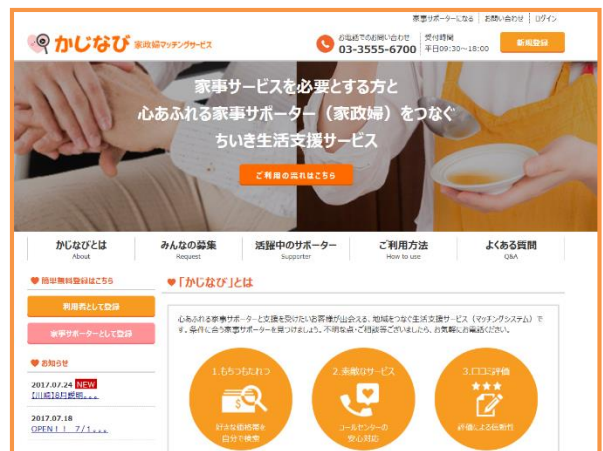 家事サポーターになる お問い合わせ ログイン
かじなび 家政婦マッチングサービス
お電話でのお問い合わせ
03-3555-6700
受付時間
平日09:30～18:00
新規登録
家事サービスを必要とする方と
心あふれる家事サポーター（家政婦）をつなぐ
ちいき生活支援サービス
ご利用の流れはこちら
かじなびとは
About
みんなの募集
Request
活躍中のサポーター
Supporter
ご利用方法
How to use
よくある質問
Q&A
簡単無料登録はこちら
利用者として登録
家事サポーターとして登録
お知らせ
2017.07.24 NEW
【川崎】8月説明...
2017.07.18
OPEN！！ 7/1...
「かじなび」とは
心あふれる家事サポーターと支援を受けたいお客様が出会える、地域をつなぐ生活支援サービス（マッチングシステム）で
す。条件に合う家事サポーターを見つけましょう。不明な点・ご相談等ございましたら、お気軽にお電話ください。
1.もちつもたれつ
好きな価格帯を
自分で検索
2.素敵なサービス
コールセンターの
安心対応
3.口コミ評価
評価による信頼性